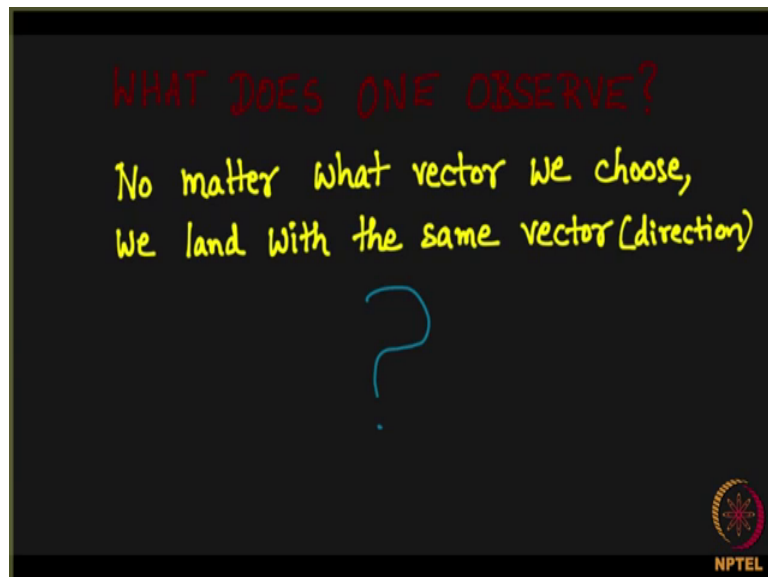 WHAT DOES ONE OBSERVE?
No matter what vector we choose,
we land with the same vector (direction)
?
NPTEL